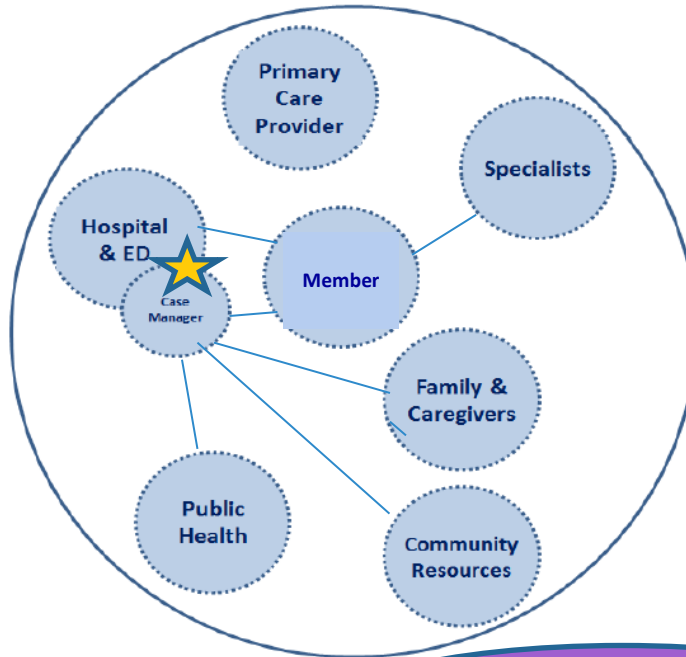 Primary
Care
Provider
Specialists
Hospital
& ED
Member
Case
Manager
Family &
Caregivers
Public
Health
Community
Resources